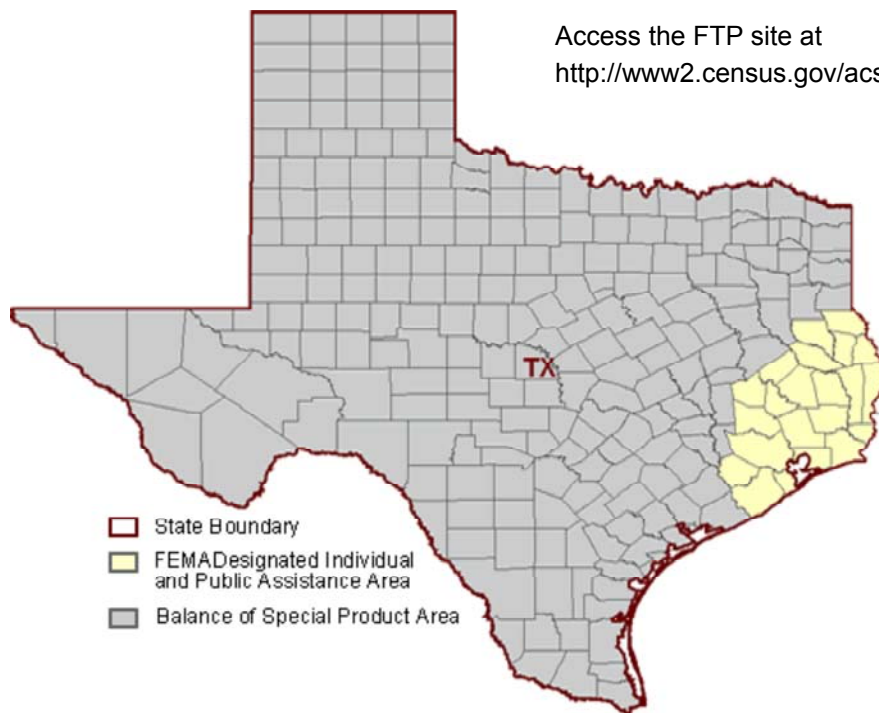 Access the FTP site at
http://www2.census.gov/acs
TX
State Boundary
FEMADesignated Individual
and Public Assistance Area
Balance of Special Product Area